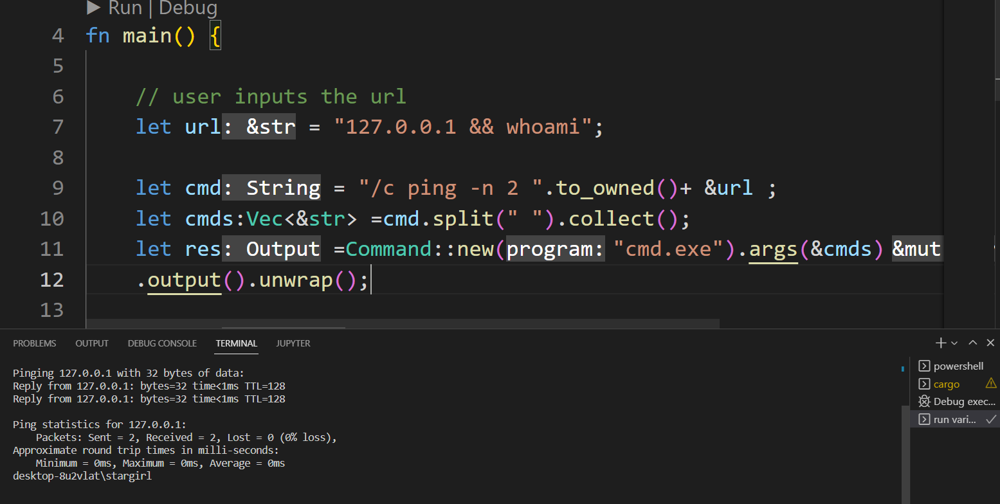 ▶ Run | Debug
4 fn main() {
5
6 // user inputs the url
7 let url: &str = "127.0.0.1 && whoami";
8
9 let cmd: String = "/c ping -n 2 ".to_owned()+ &url ;
10 let cmds:Vec<&str> =cmd.split(" ").collect();
11 let res: Output =Command::new(program: "cmd.exe").args(&cmds) &mut
12 .output().unwrap();
13
PROBLEMS OUTPUT DEBUG CONSOLE TERMINAL JUPYTER
Pinging 127.0.0.1 with 32 bytes of data:
Reply from 127.0.0.1: bytes=32 time<1ms TTL=128
Reply from 127.0.0.1: bytes=32 time<1ms TTL=128
Ping statistics for 127.0.0.1:
Packets: Sent = 2, Received = 2, Lost = 0 (0% loss),
Approximate round trip times in milli-seconds:
Minimum = 0ms, Maximum = 0ms, Average = 0ms
desktop-8u2vlat\stargirl
powershell
cargo
Debug exec...
run vari...